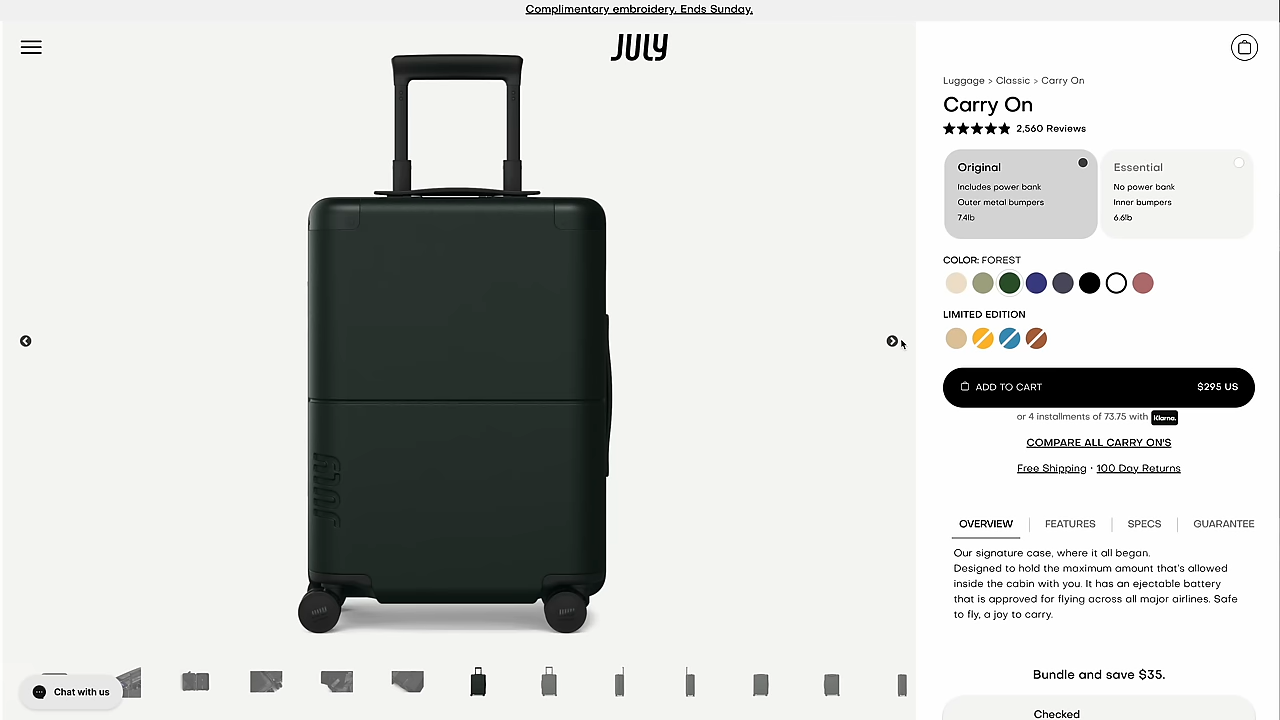 Complimentary embroidery. Ends Sunday.
JULY
Luggage > Classic > Carry On
Carry On
2,560 Reviews
Original
Includes power bank
Outer metal bumpers
7.4lb
Essential
No power bank
Inner bumpers
6.6lb
COLOR: FOREST
LIMITED EDITION
ADD TO CART $295 US
or 4 installments of 73.75 with Klarna.
COMPARE ALL CARRY ON'S
Free Shipping · 100 Day Returns
OVERVIEW
FEATURES
SPECS
GUARANTEE
Our signature case, where it all began.
Designed to hold the maximum amount that's allowed
inside the cabin with you. It has an ejectable battery
that is approved for flying across all major airlines. Safe
to fly, a joy to carry.
Bundle and save $35.
Checked
JULY
Chat with us